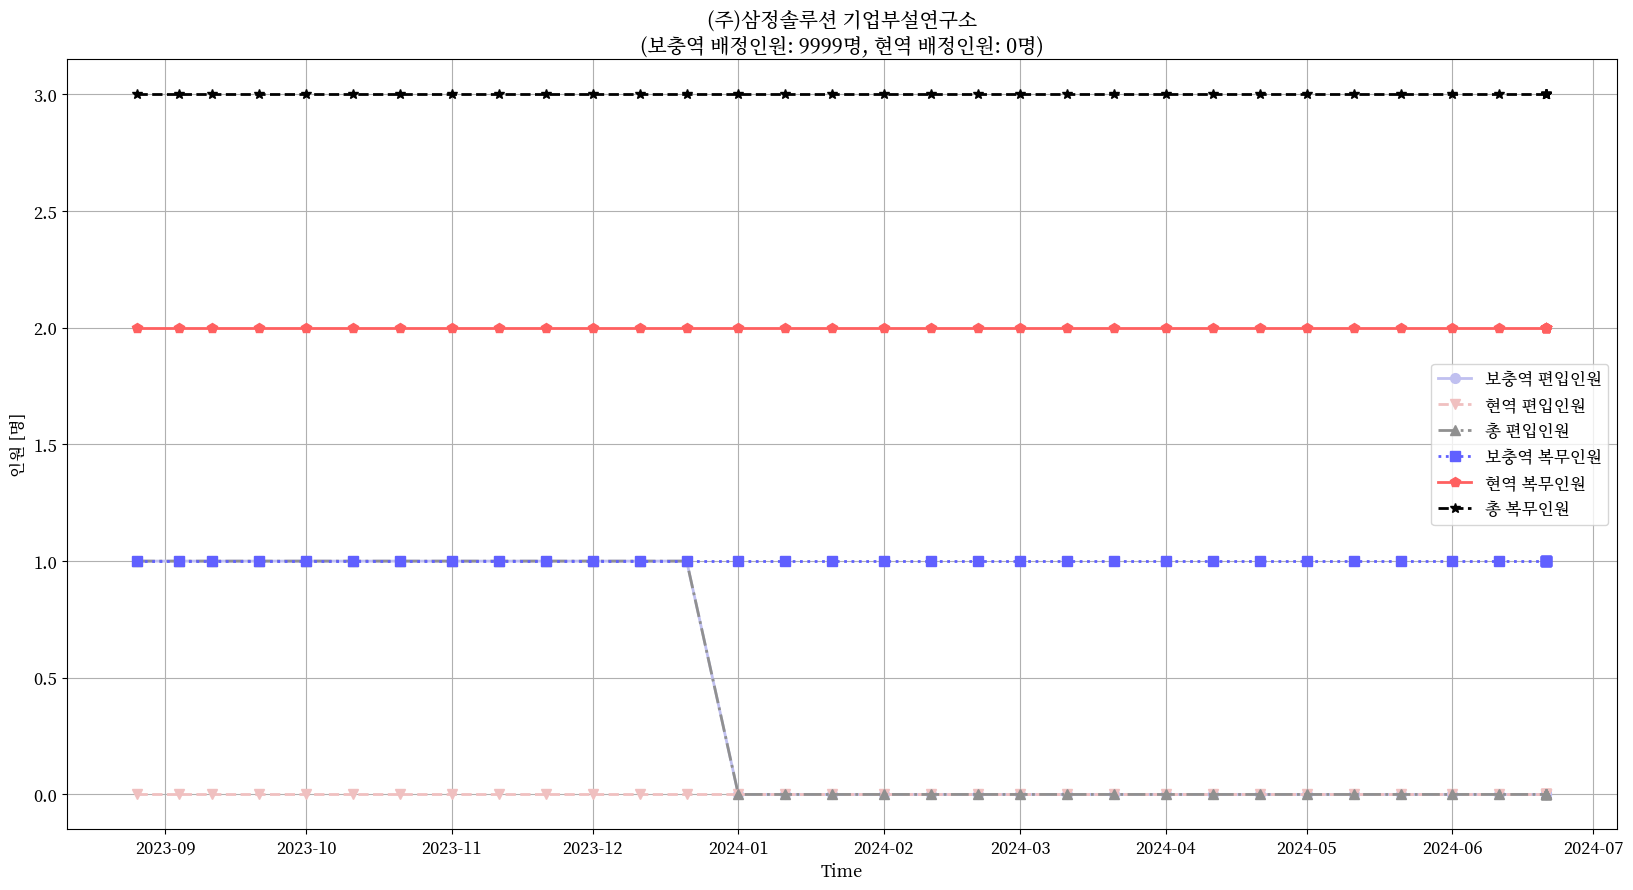 (주)삼정솔루션 기업부설연구소
(보충역 배정인원: 9999명, 현역 배정인원: 0명)
3.0
2.5
2.0
1.5
1.0
0.5
0.0
인원 [명]
보충역 편입인원
현역 편입인원
총 편입인원
보충역 복무인원
현역 복무인원
총 복무인원
2023-09 2023-10 2023-11 2023-12 2024-01 2024-02 2024-03 2024-04 2024-05 2024-06 2024-07
Time